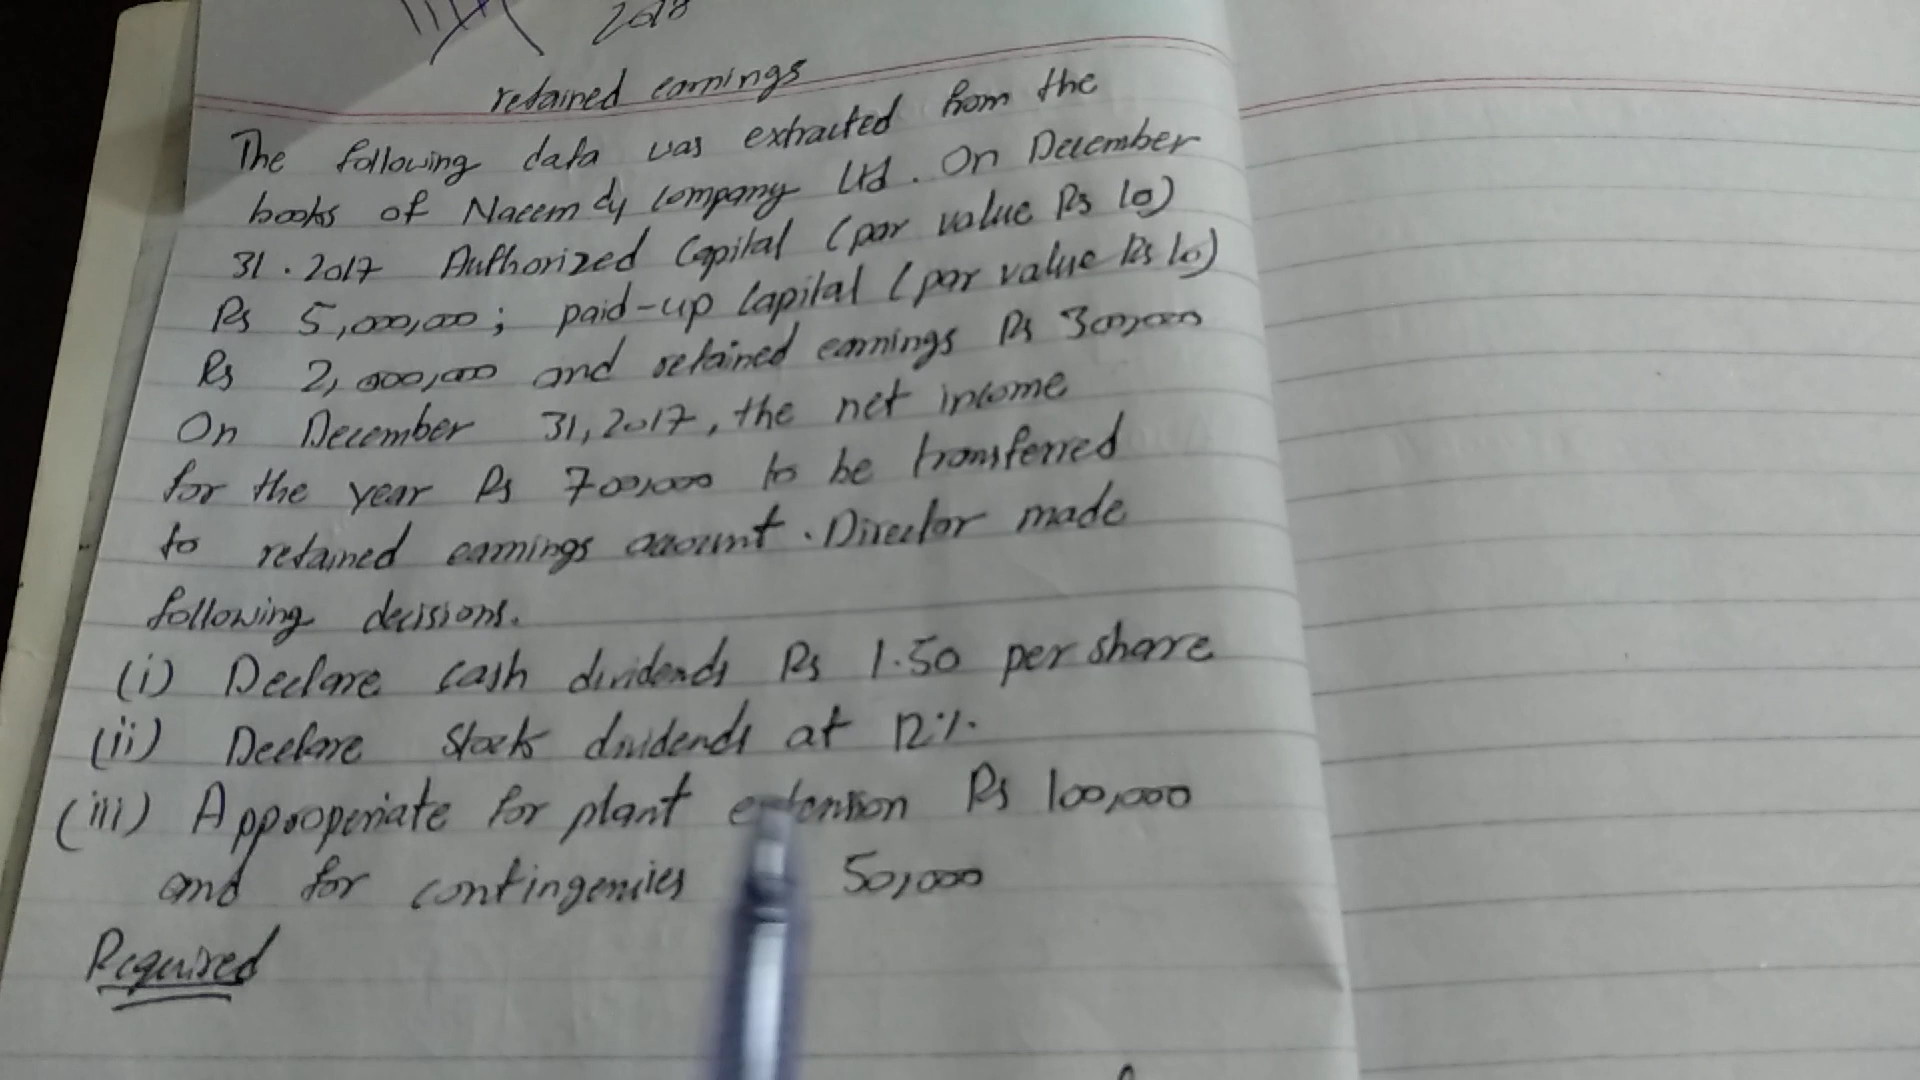 2018
retained earnings
The following data was extracted from the
books of Naeem dy company Ltd. On December
31.2017 Authorized Capital (par value Rs 10)
Rs 5,000,000; paid-up Capital (par value Rs 10)
Rs 2,000,000 and retained earnings Rs 300,000
On December 31, 2017, the net income
for the year Rs 700,000 to be transferred
to retained earnings account. Director made
following decisions.
(i) Declare cash dividends Rs 1.50 per share
(ii) Declare Stock dividends at 12%.
(iii) Approperiate for plant extention Rs 100,000
and for contingencies 50,000
Required